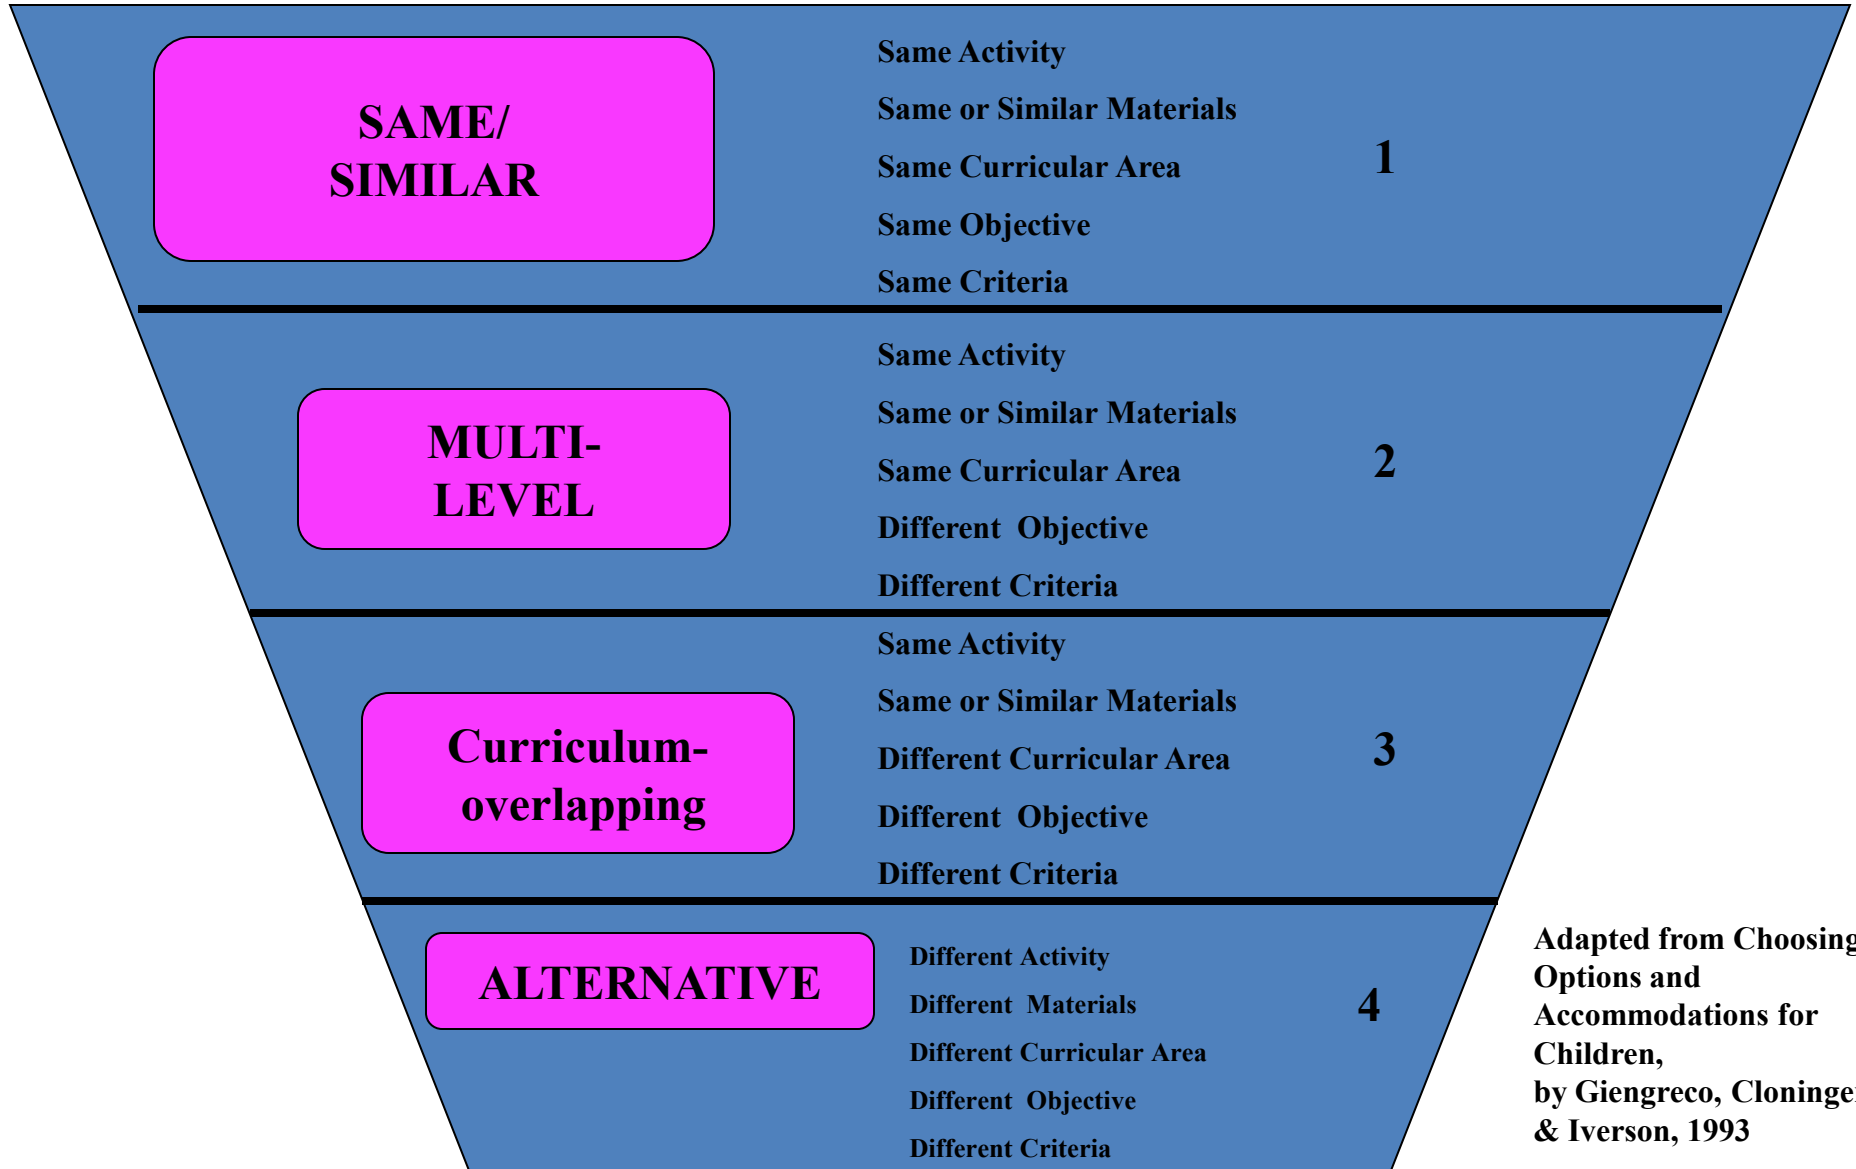 SAME/
SIMILAR
Same Activity
Same or Similar Materials
Same Curricular Area
Same Objective
Same Criteria
1
MULTI-
LEVEL
Same Activity
Same or Similar Materials
Same Curricular Area
Different Objective
Different Criteria
2
Curriculum-
overlapping
Same Activity
Same or Similar Materials
Different Curricular Area
Different Objective
Different Criteria
3
ALTERNATIVE
Different Activity
Different Materials
Different Curricular Area
Different Objective
Different Criteria
4
Adapted from Choosing
Options and
Accommodations for
Children,
by Giengreco, Cloninger
& Iverson, 1993